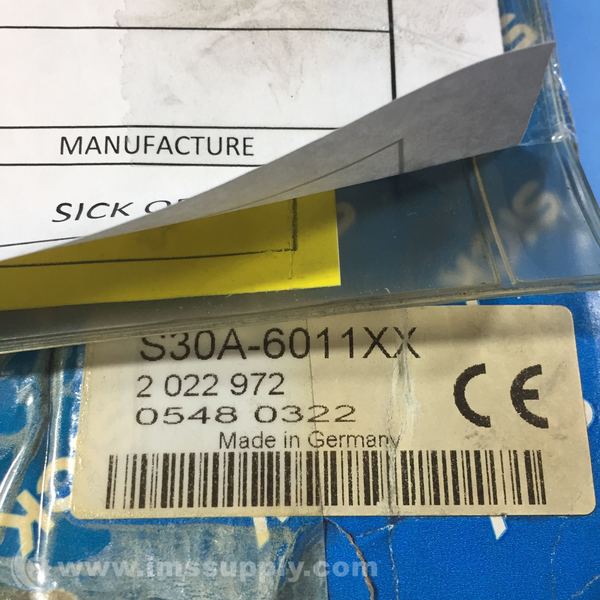 MANUFACTURE
SICK
S30A-6011XX
2 022 972
0548 0322
Made in Germany
CE
www.imssupply.com